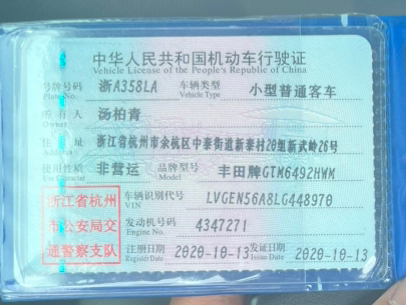 中华人民共和国机动车行驶证
Vehicle License of the People's Republic of China
号牌号码 浙A358LA 车辆类型 小型普通客车
Plate No. Vehicle Type
所有人 汤柏青
Owner
住址 浙江省杭州市余杭区中泰街道新泰村20组新武岭26号
Address
使用性质 非营运 品牌型号 丰田牌GTM6492HWM
Use Character Model
浙江省杭州市公安局交通警察支队
车辆识别代号 LVGEN56A8LG448970
VIN
发动机号码 4347271
Engine No.
注册日期 2020-10-13 发证日期 2020-10-13
Register Date Issue Date